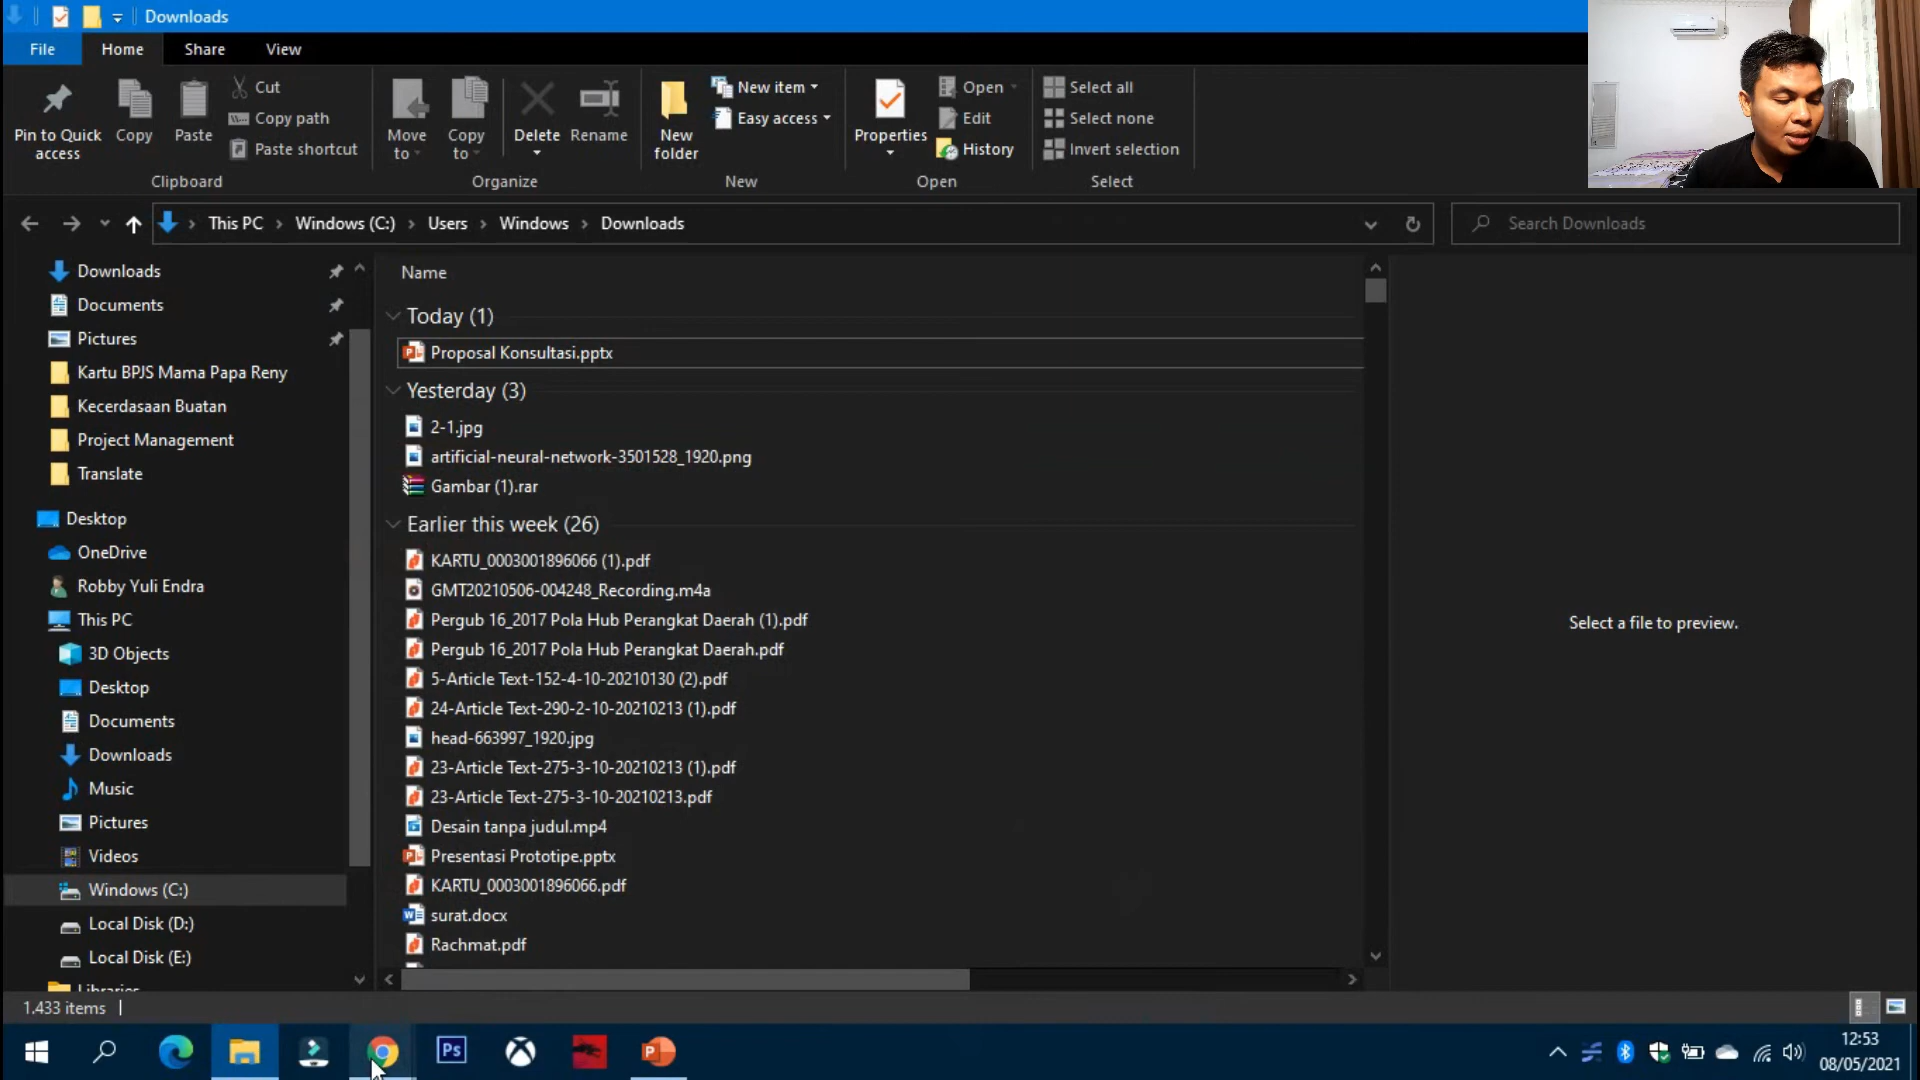 Downloads
File Home Share View
Pin to Quick access
Copy
Paste
Cut
Copy path
Paste shortcut
Clipboard
Move to
Copy to
Delete
Rename
Organize
New folder
New item
Easy access
New
Properties
Open
Edit
History
Open
Select all
Select none
Invert selection
Select
This PC Windows (C:) Users Windows Downloads
Search Downloads
Downloads
Documents
Pictures
Kartu BPJS Mama Papa Reny
Kecerdasaan Buatan
Project Management
Translate
Desktop
OneDrive
Robby Yuli Endra
This PC
3D Objects
Desktop
Documents
Downloads
Music
Pictures
Videos
Windows (C:)
Local Disk (D:)
Local Disk (E:)
Libraries
Name
Today (1)
Proposal Konsultasi.pptx
Yesterday (3)
2-1.jpg
artificial-neural-network-3501528_1920.png
Gambar (1).rar
Earlier this week (26)
KARTU_0003001896066 (1).pdf
GMT20210506-004248_Recording.m4a
Pergub 16_2017 Pola Hub Perangkat Daerah (1).pdf
Pergub 16_2017 Pola Hub Perangkat Daerah.pdf
5-Article Text-152-4-10-20210130 (2).pdf
24-Article Text-290-2-10-20210213 (1).pdf
head-663997_1920.jpg
23-Article Text-275-3-10-20210213 (1).pdf
23-Article Text-275-3-10-20210213.pdf
Desain tanpa judul.mp4
Presentasi Prototipe.pptx
KARTU_0003001896066.pdf
surat.docx
Rachmat.pdf
Select a file to preview.
1.433 items
Ps
12:53
08/05/2021